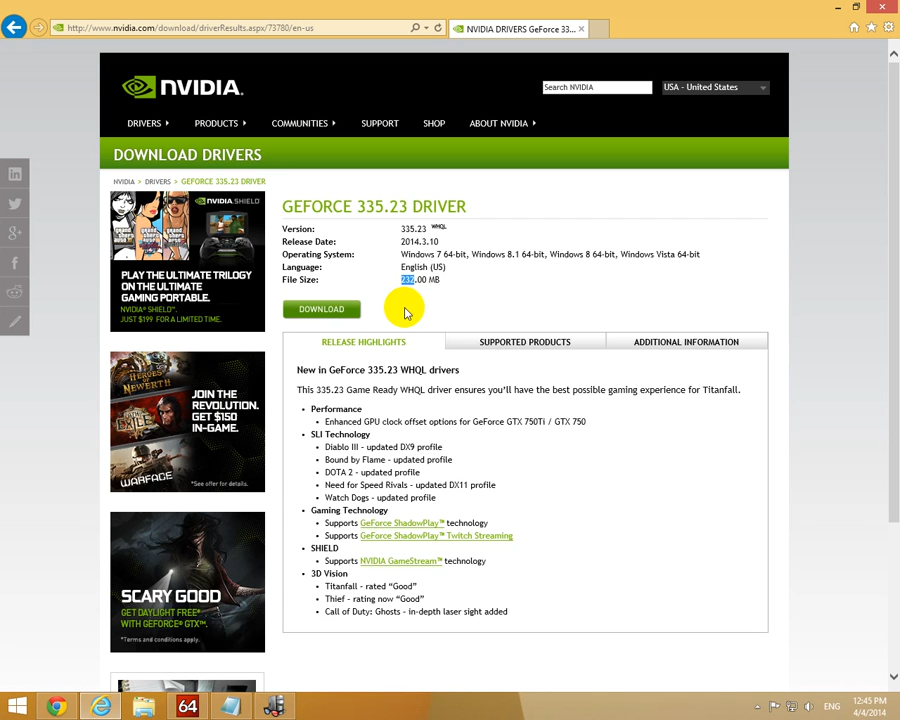 http://www.nvidia.com/download/driverResults.aspx/73780/en-us
NVIDIA DRIVERS GeForce 33...
NVIDIA.
Search NVIDIA
USA - United States
DRIVERS
PRODUCTS
COMMUNITIES
SUPPORT
SHOP
ABOUT NVIDIA
DOWNLOAD DRIVERS
NVIDIA > DRIVERS > GEFORCE 335.23 DRIVER
NVIDIA SHIELD
PLAY THE ULTIMATE TRILOGY
ON THE ULTIMATE
GAMING PORTABLE.
NVIDIA® SHIELD™.
JUST $199 FOR A LIMITED TIME.
GEFORCE 335.23 DRIVER
Version: 335.23 WHQL
Release Date: 2014.3.10
Operating System: Windows 7 64-bit, Windows 8.1 64-bit, Windows 8 64-bit, Windows Vista 64-bit
Language: English (US)
File Size: 232.00 MB
DOWNLOAD
RELEASE HIGHLIGHTS
SUPPORTED PRODUCTS
ADDITIONAL INFORMATION
New in GeForce 335.23 WHQL drivers
This 335.23 Game Ready WHQL driver ensures you'll have the best possible gaming experience for Titanfall.
• Performance
• Enhanced GPU clock offset options for GeForce GTX 750Ti / GTX 750
• SLI Technology
• Diablo III – updated DX9 profile
• Bound by Flame – updated profile
• DOTA 2 – updated profile
• Need for Speed Rivals – updated DX11 profile
• Watch Dogs – updated profile
• Gaming Technology
• Supports GeForce ShadowPlay™ technology
• Supports GeForce ShadowPlay™ Twitch Streaming
• SHIELD
• Supports NVIDIA GameStream™ technology
• 3D Vision
• Titanfall – rated “Good”
• Thief – rating now “Good”
• Call of Duty: Ghosts – in-depth laser sight added
HEROES OF
NEWERTH
PATH OF
EXILE
WARFACE
JOIN THE
REVOLUTION.
GET $150
IN-GAME.
*See offer for details.
SCARY GOOD
GET DAYLIGHT FREE*
WITH GEFORCE® GTX™.
*Terms and conditions apply.
64
ENG
12:45 PM
4/4/2014